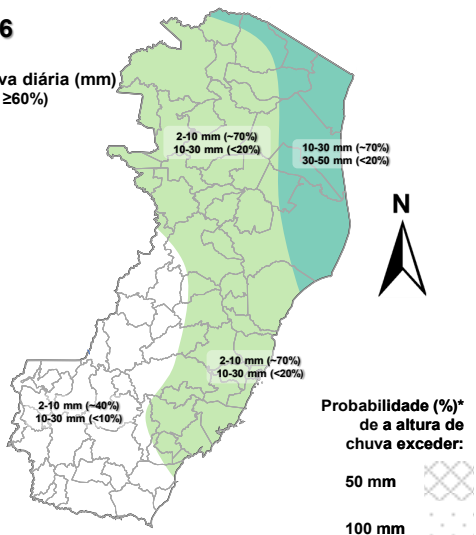 6
va diária (mm)
≥60%)
2-10 mm (~70%)
10-30 mm (<20%)
10-30 mm (~70%)
30-50 mm (<20%)
N
2-10 mm (~70%)
10-30 mm (<20%)
2-10 mm (~40%)
10-30 mm (<10%)
Probabilidade (%)*
de a altura de
chuva exceder:
50 mm
100 mm